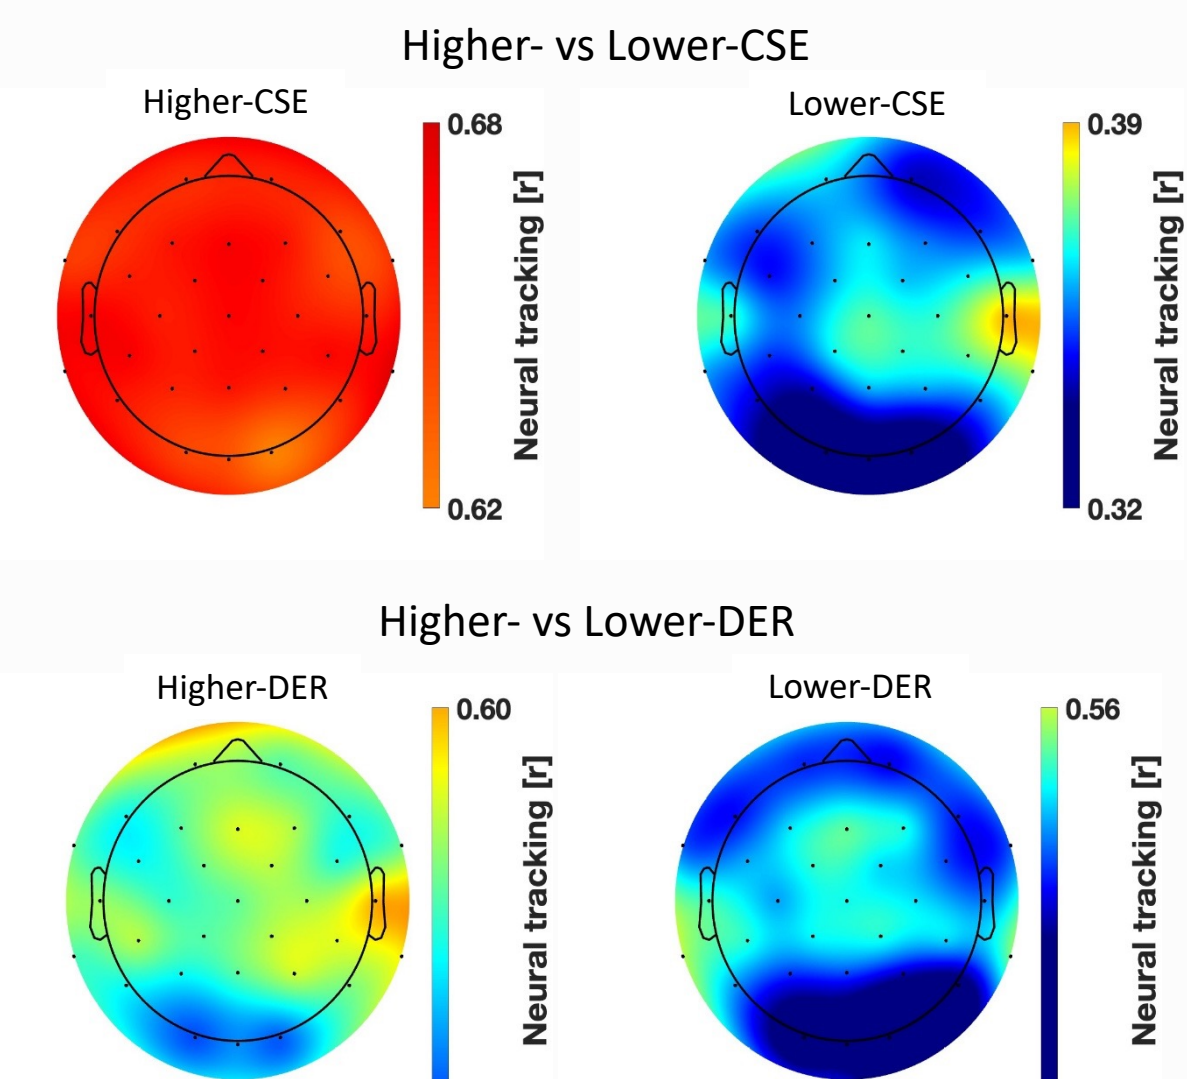 Higher- vs Lower-CSE
Higher-CSE
0.68
Neural tracking [r]
0.62
Lower-CSE
0.39
Neural tracking [r]
0.32
Higher- vs Lower-DER
Higher-DER
0.60
Neural tracking [r]
Lower-DER
0.56
Neural tracking [r]